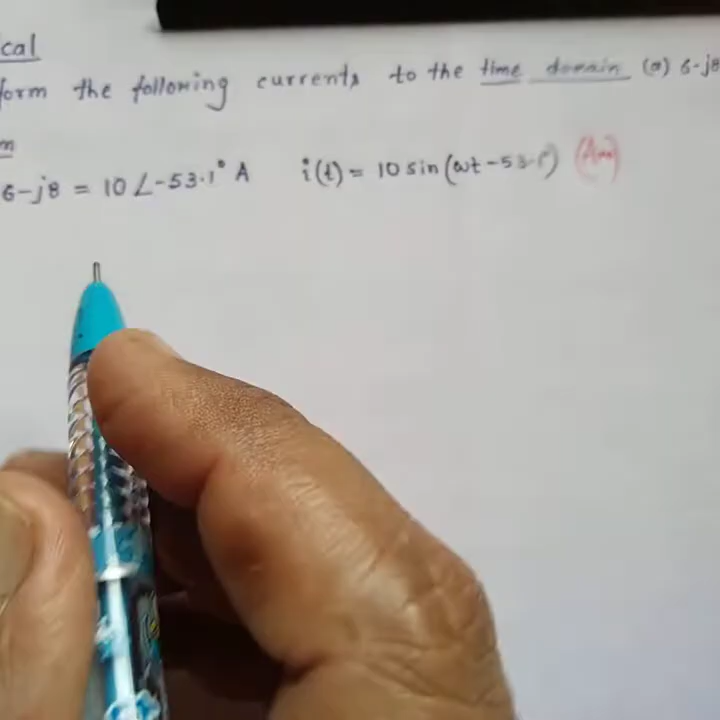 cal
form the following currents to the time domain (a) 6-j8
m
6-j8 = 10∠-53.1° A i(t) = 10 sin(ωt-53.1°) (Ans)